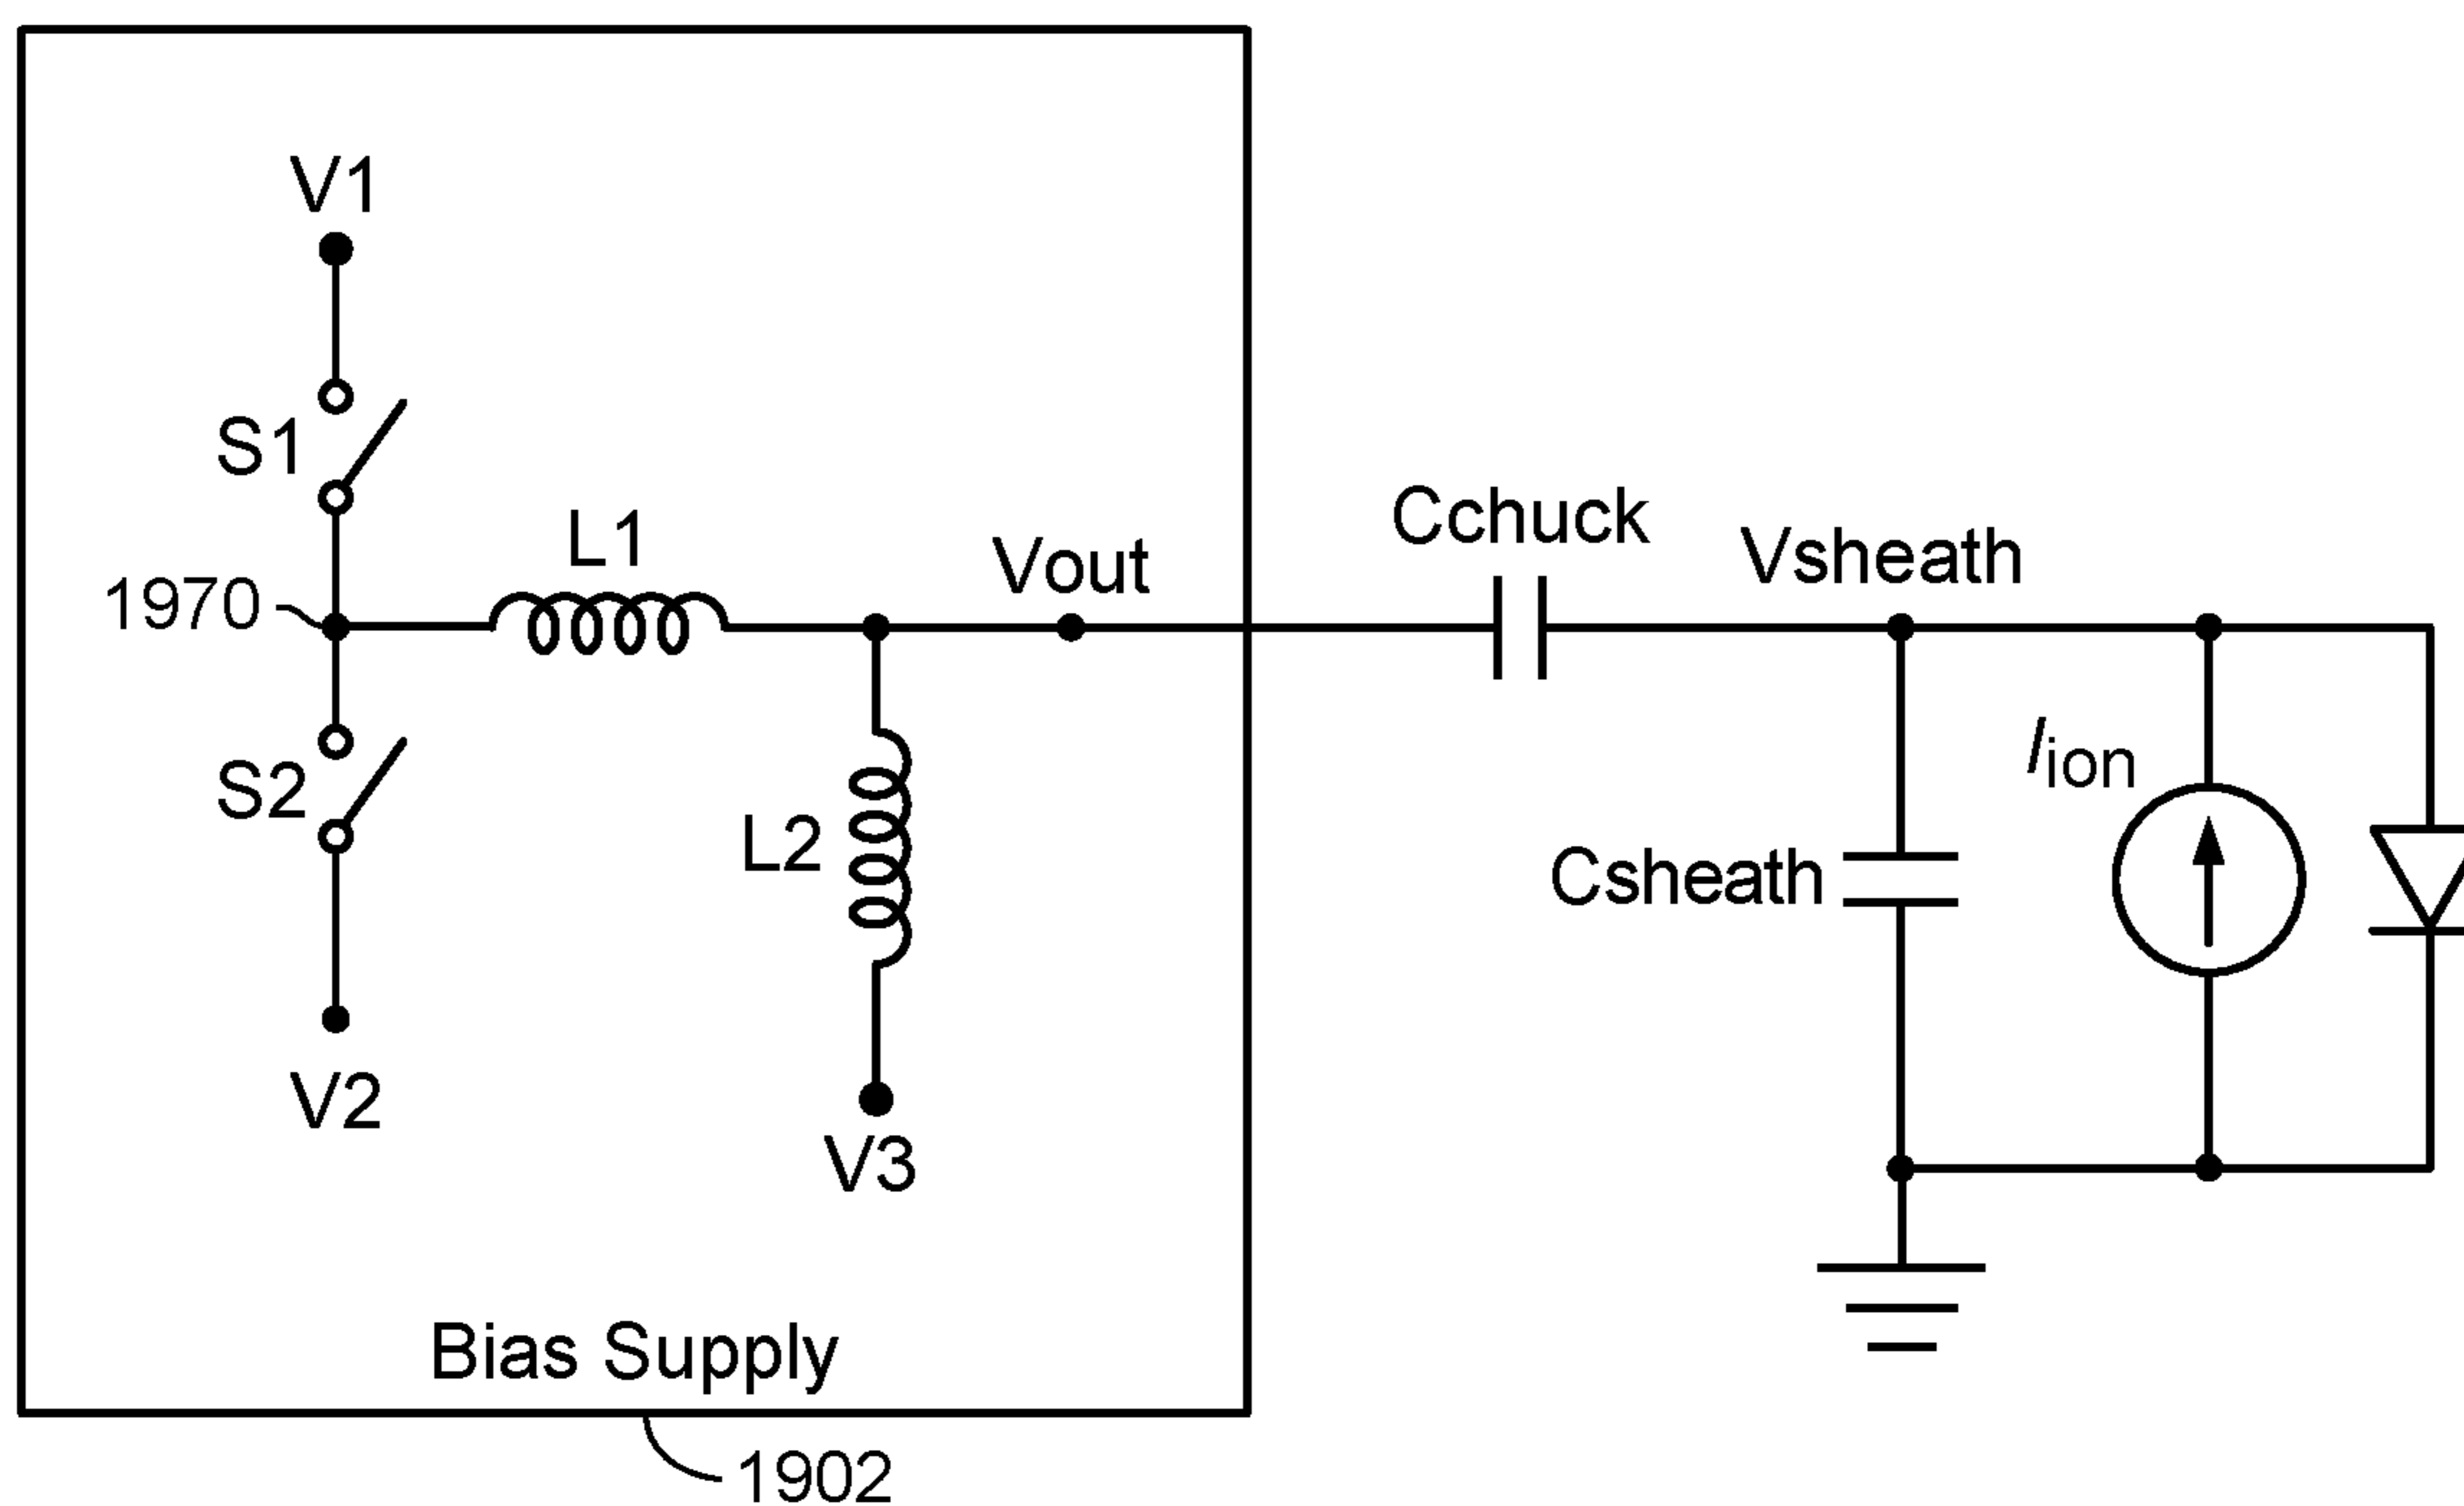 V1
S1
L1
Cchuck
Vout
Vsheath
1970
Iion
S2
L2
Csheath
V2
V3
Bias Supply
1902